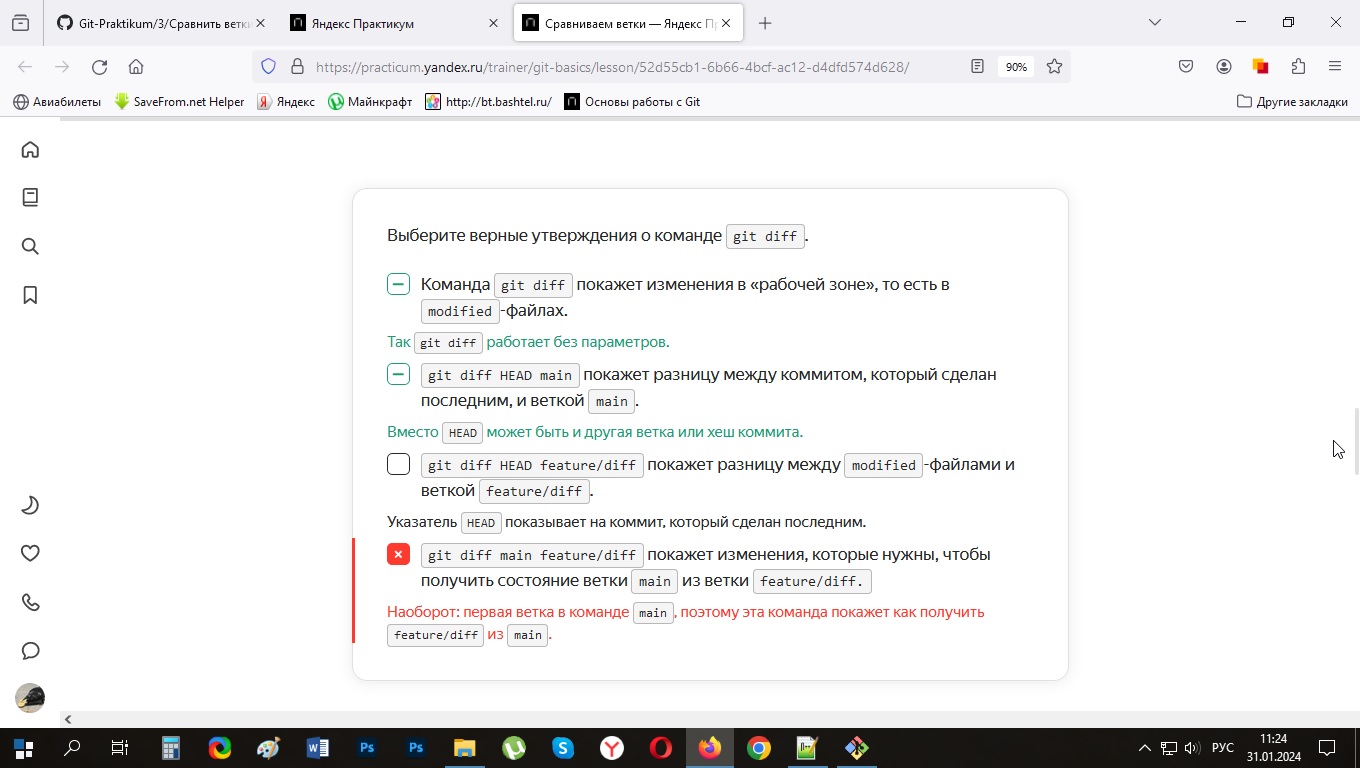 Git-Praktikum/3/Сравнить ветк
Яндекс Практикум
Сравниваем ветки — Яндекс П
https://practicum.yandex.ru/trainer/git-basics/lesson/52d55cb1-6b66-4bcf-ac12-d4dfd574d628/
90%
Авиабилеты
SaveFrom.net Helper
Яндекс
Майнкрафт
http://bt.bashtel.ru/
Основы работы с Git
Другие закладки
Выберите верные утверждения о команде git diff.
Команда git diff покажет изменения в «рабочей зоне», то есть в
modified-файлах.
Так git diff работает без параметров.
git diff HEAD main покажет разницу между коммитом, который сделан
последним, и веткой main.
Вместо HEAD может быть и другая ветка или хеш коммита.
git diff HEAD feature/diff покажет разницу между modified-файлами и
веткой feature/diff.
Указатель HEAD показывает на коммит, который сделан последним.
git diff main feature/diff покажет изменения, которые нужны, чтобы
получить состояние ветки main из ветки feature/diff.
Наоборот: первая ветка в команде main, поэтому эта команда покажет как получить
feature/diff из main.
РУС
11:24
31.01.2024